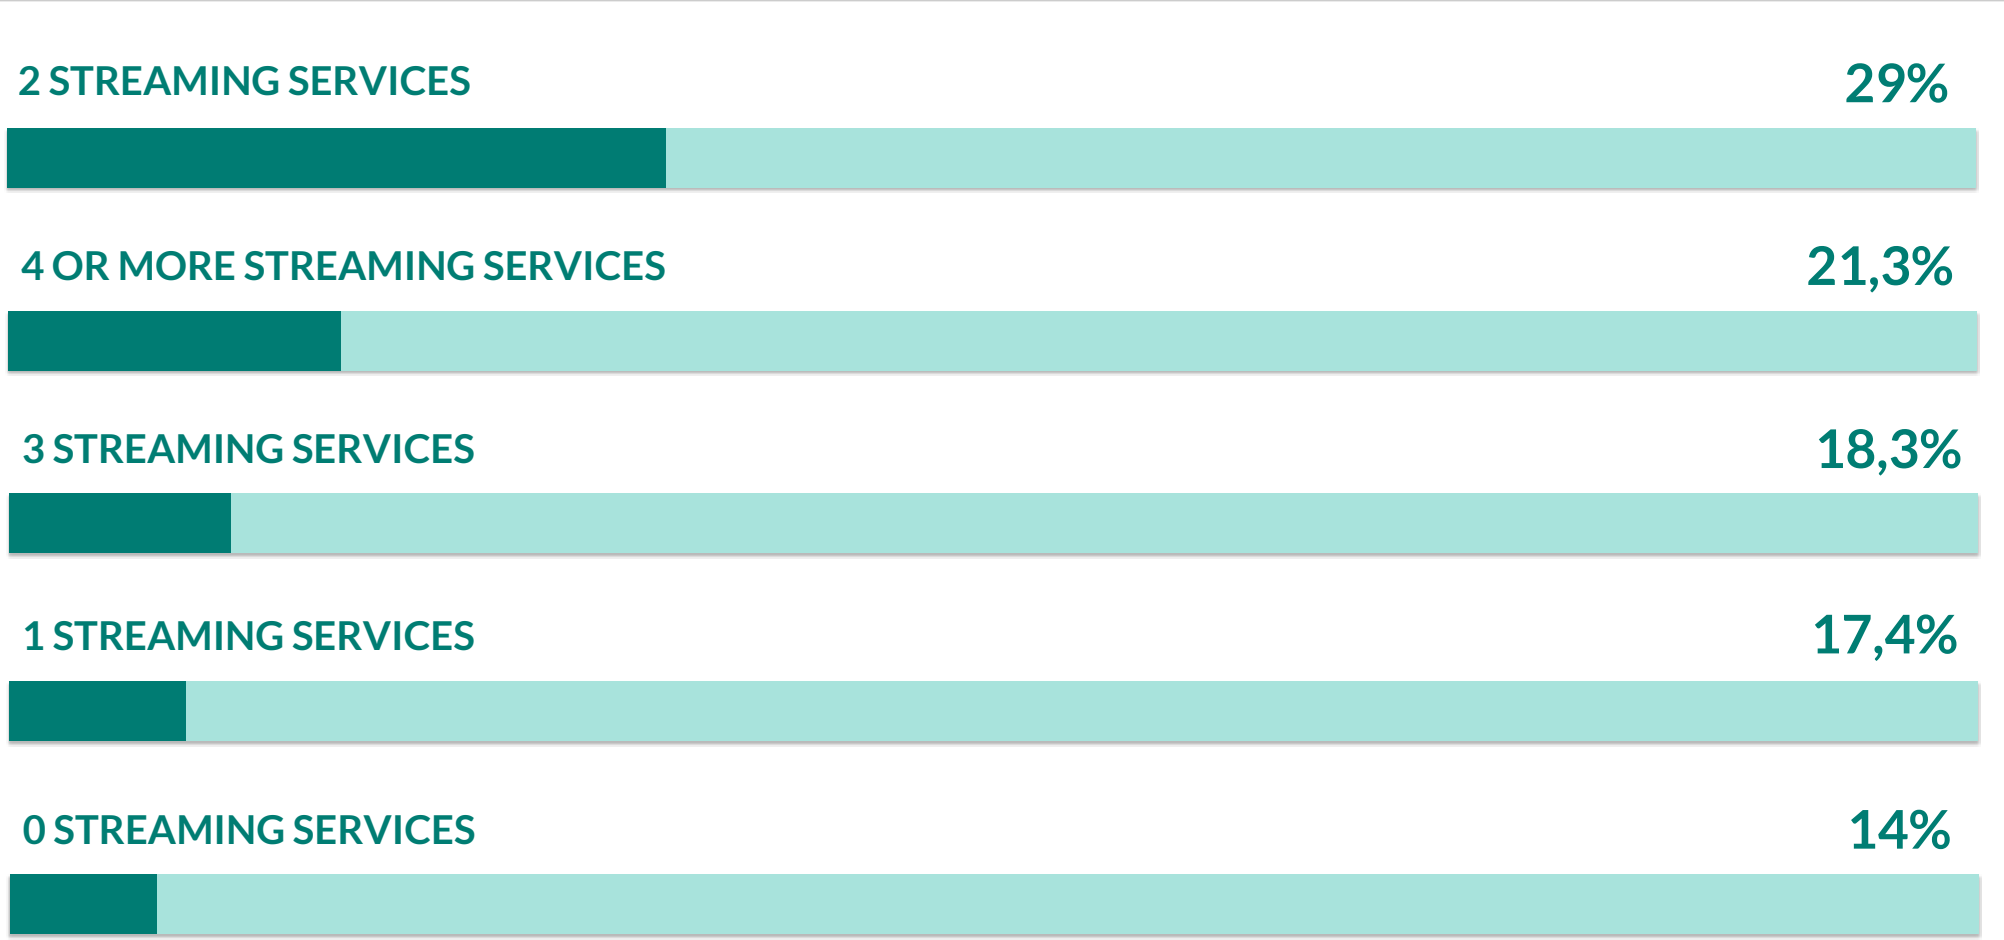 2 STREAMING SERVICES 29%
4 OR MORE STREAMING SERVICES 21,3%
3 STREAMING SERVICES 18,3%
1 STREAMING SERVICES 17,4%
0 STREAMING SERVICES 14%